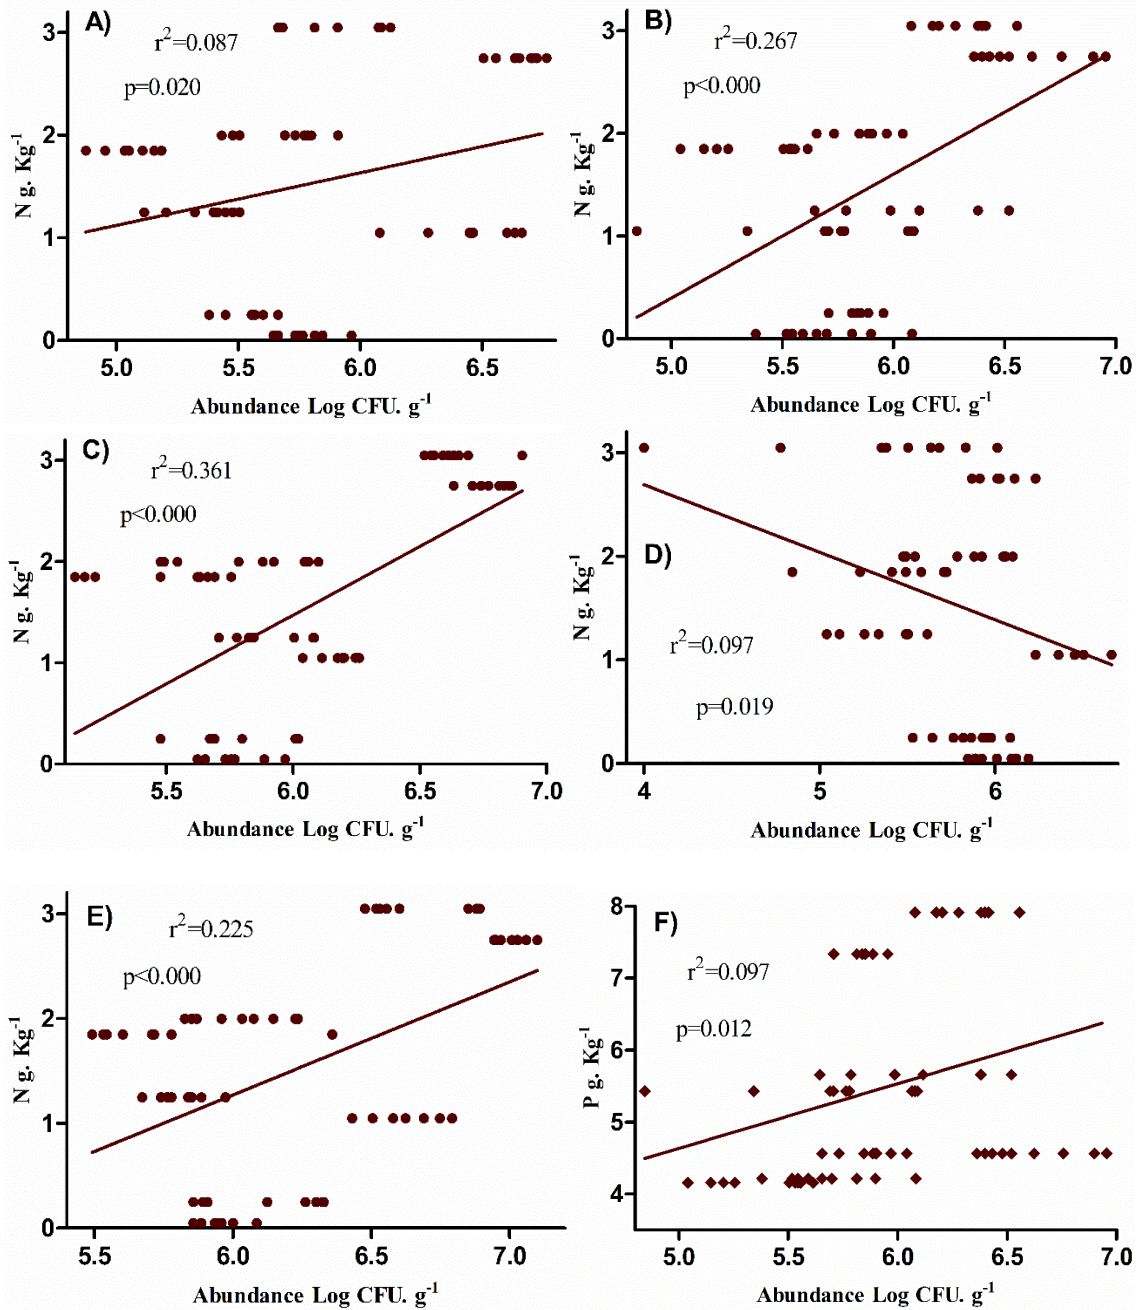 A)
r²=0.087
p=0.020
N g. Kg⁻¹
3
2
1
0
5.0 5.5 6.0 6.5
Abundance Log CFU. g⁻¹
B)
r²=0.267
p<0.000
N g. Kg⁻¹
3
2
1
0
5.0 5.5 6.0 6.5 7.0
Abundance Log CFU. g⁻¹
C)
r²=0.361
p<0.000
N g. Kg⁻¹
3
2
1
0
5.5 6.0 6.5 7.0
Abundance Log CFU. g⁻¹
D)
r²=0.097
p=0.019
N g. Kg⁻¹
3
2
1
0
4 5 6
Abundance Log CFU. g⁻¹
E)
r²=0.225
p<0.000
N g. Kg⁻¹
3
2
1
0
5.5 6.0 6.5 7.0
Abundance Log CFU. g⁻¹
F)
r²=0.097
p=0.012
P g. Kg⁻¹
8
7
6
5
4
5.0 5.5 6.0 6.5 7.0
Abundance Log CFU. g⁻¹